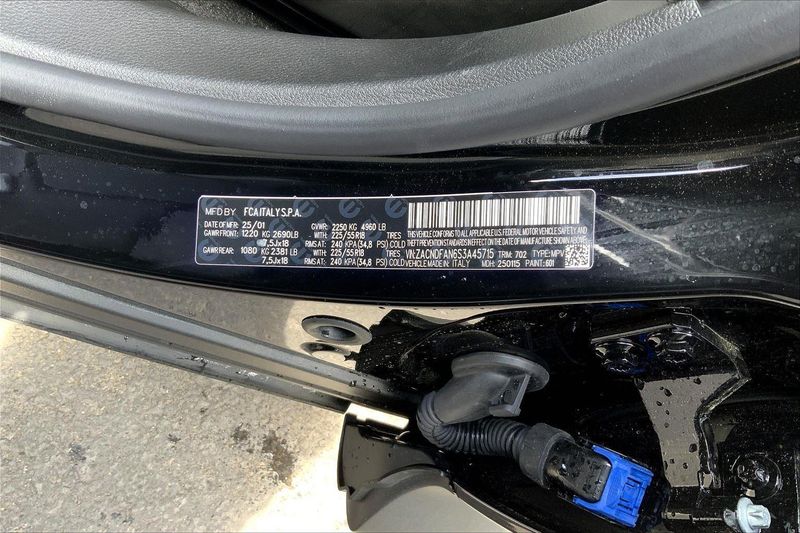 MFD BY FCA ITALY S.P.A.
DATE OF MFR: 25/01 GVWR: 2250 KG 4960 LB
GAWR FRONT: 1220 KG 2690LB WITH: 225/55R18 TIRES
7,5Jx18 RIMS AT: 240 KPA (34,8 PSI) COLD
GAWR REAR: 1080 KG 2381 LB WITH: 225/55R18 TIRES
7,5Jx18 RIMS AT: 240 KPA (34,8 PSI) COLD
THIS VEHICLE CONFORMS TO ALL APPLICABLE U.S. FEDERAL MOTOR VEHICLE SAFETY AND
THEFT PREVENTION STANDARDS IN EFFECT ON THE DATE OF MANUFACTURE SHOWN ABOVE
VIN:ZACNDFAN6S3A45715 TRIM: 702 TYPE: MPV
VEHICLE MADE IN: ITALY MDH: 250115 PAINT: 601